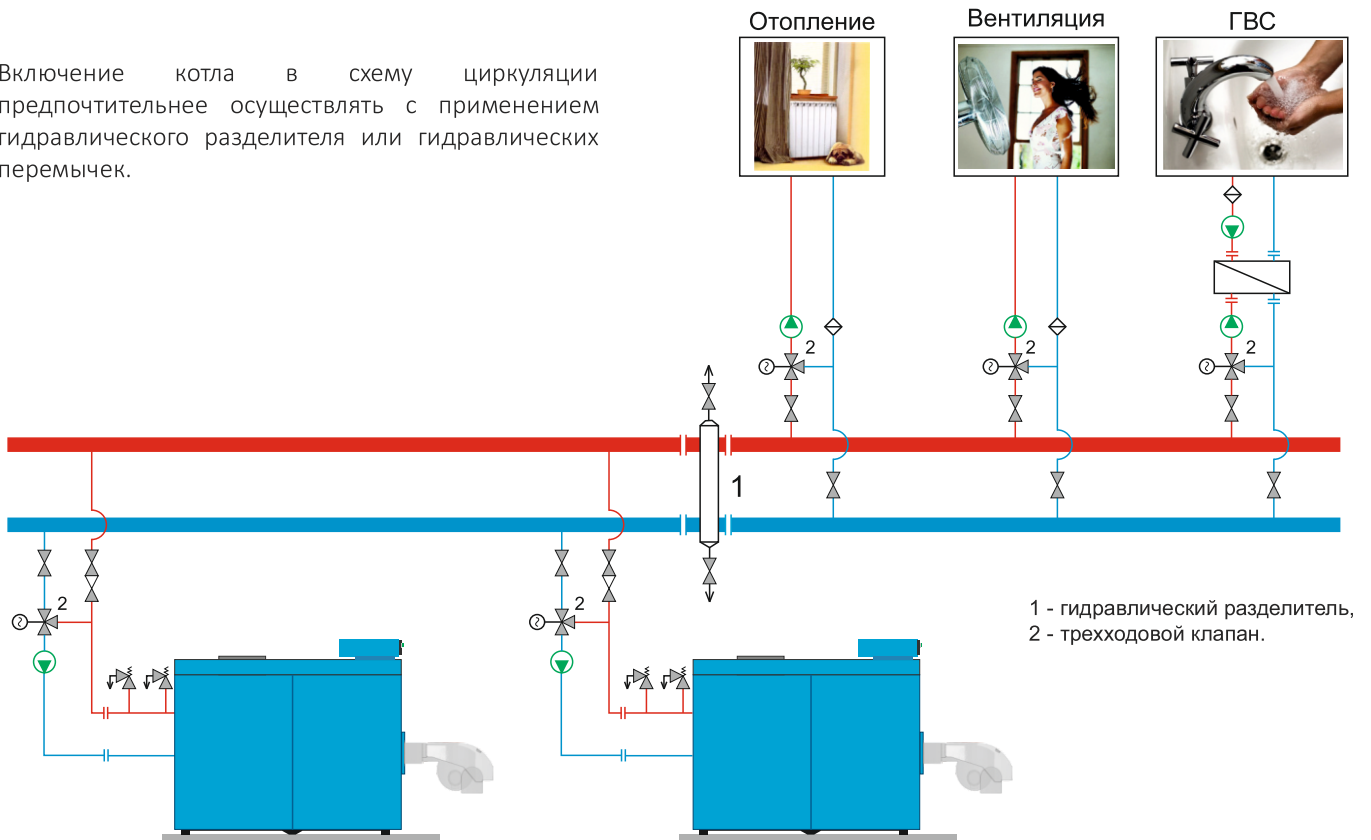 Отопление
Вентиляция
ГВС
Включение котла в схему циркуляции
предпочтительнее осуществлять с применением
гидравлического разделителя или гидравлических
перемычек.
2
2
2
1
2
2
1 - гидравлический разделитель,
2 - трехходовой клапан.